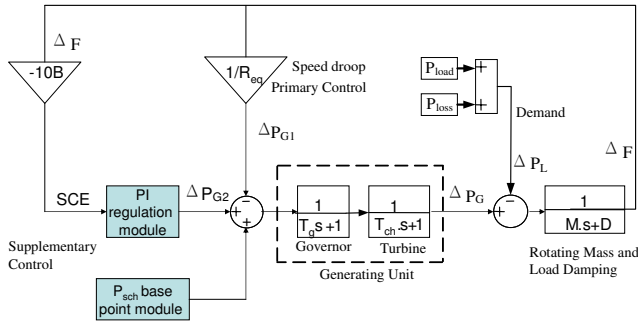 Δ F
-10B
1/R_eq
Speed droop
Primary Control
P_load
+
P_loss
+
Demand
Δ P_G1
Δ P_L
Δ F
SCE
PI
regulation
module
Δ P_G2
+
−
+
1
T_g s +1
Governor
1
T_ch .s+1
Turbine
Generating Unit
Δ P_G
+
−
1
M.s+D
Rotating Mass and
Load Damping
Supplementary
Control
P_sch base
point module